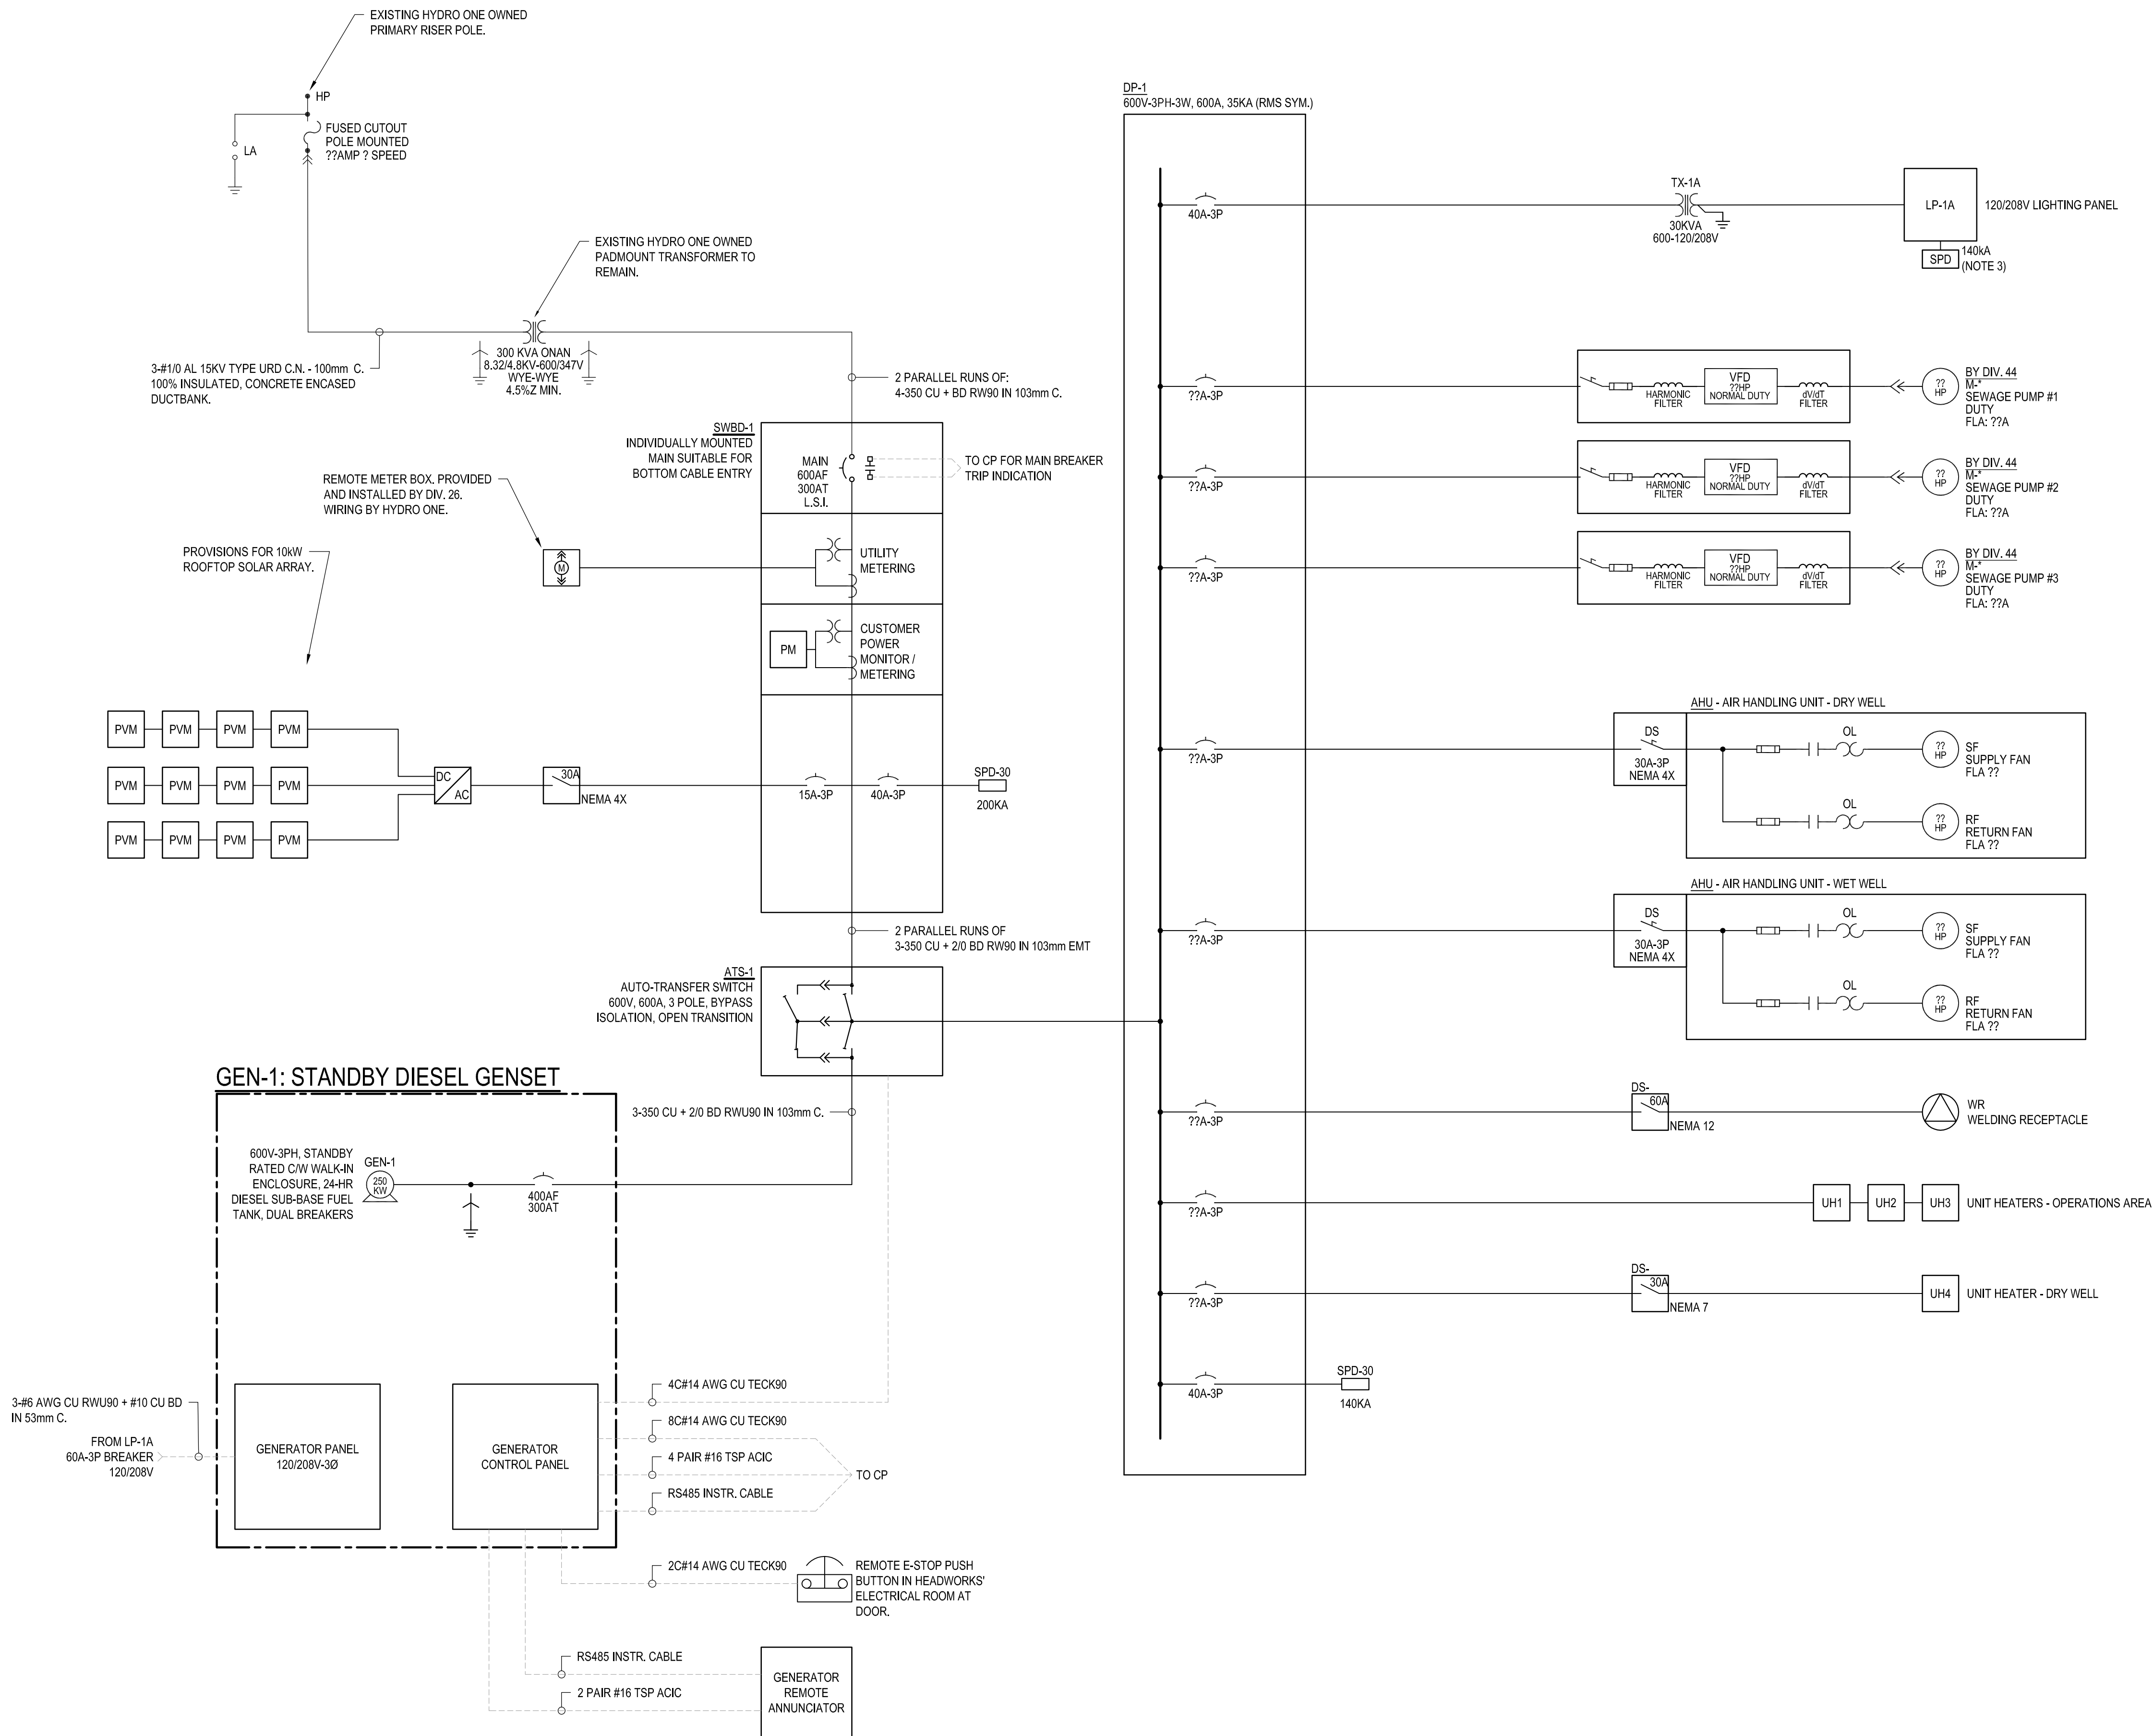 EXISTING HYDRO ONE OWNED
PRIMARY RISER POLE.
HP
FUSED CUTOUT
POLE MOUNTED
??AMP ? SPEED
LA
EXISTING HYDRO ONE OWNED
PADMOUNT TRANSFORMER TO
REMAIN.
300 KVA ONAN
8.32/4.8KV-600/347V
WYE-WYE
4.5%Z MIN.
3-#1/0 AL 15KV TYPE URD C.N. - 100mm C.
100% INSULATED, CONCRETE ENCASED
DUCTBANK.
2 PARALLEL RUNS OF:
4-350 CU + BD RW90 IN 103mm C.
SWBD-1
INDIVIDUALLY MOUNTED
MAIN SUITABLE FOR
BOTTOM CABLE ENTRY
MAIN
600AF
300AT
L.S.I.
TO CP FOR MAIN BREAKER
TRIP INDICATION
REMOTE METER BOX. PROVIDED
AND INSTALLED BY DIV. 26.
WIRING BY HYDRO ONE.
M
UTILITY
METERING
PROVISIONS FOR 10kW
ROOFTOP SOLAR ARRAY.
PM
CUSTOMER
POWER
MONITOR /
METERING
PVM
PVM
PVM
PVM
PVM
PVM
PVM
PVM
PVM
PVM
PVM
PVM
DC
AC
30A
NEMA 4X
15A-3P
40A-3P
SPD-30
200KA
2 PARALLEL RUNS OF
3-350 CU + 2/0 BD RW90 IN 103mm EMT
ATS-1
AUTO-TRANSFER SWITCH
600V, 600A, 3 POLE, BYPASS
ISOLATION, OPEN TRANSITION
GEN-1: STANDBY DIESEL GENSET
3-350 CU + 2/0 BD RWU90 IN 103mm C.
600V-3PH, STANDBY
RATED C/W WALK-IN
ENCLOSURE, 24-HR
DIESEL SUB-BASE FUEL
TANK, DUAL BREAKERS
GEN-1
250
KW
400AF
300AT
3-#6 AWG CU RWU90 + #10 CU BD
IN 53mm C.
FROM LP-1A
60A-3P BREAKER
120/208V
GENERATOR PANEL
120/208V-3Ø
GENERATOR
CONTROL PANEL
4C#14 AWG CU TECK90
8C#14 AWG CU TECK90
4 PAIR #16 TSP ACIC
RS485 INSTR. CABLE
TO CP
2C#14 AWG CU TECK90
REMOTE E-STOP PUSH
BUTTON IN HEADWORKS'
ELECTRICAL ROOM AT
DOOR.
RS485 INSTR. CABLE
2 PAIR #16 TSP ACIC
GENERATOR
REMOTE
ANNUNCIATOR
DP-1
600V-3PH-3W, 600A, 35KA (RMS SYM.)
40A-3P
TX-1A
30KVA
600-120/208V
LP-1A
120/208V LIGHTING PANEL
SPD
140kA
(NOTE 3)
??A-3P
HARMONIC
FILTER
VFD
??HP
NORMAL DUTY
dV/dT
FILTER
??
HP
BY DIV. 44
M-*
SEWAGE PUMP #1
DUTY
FLA: ??A
??A-3P
HARMONIC
FILTER
VFD
??HP
NORMAL DUTY
dV/dT
FILTER
??
HP
BY DIV. 44
M-*
SEWAGE PUMP #2
DUTY
FLA: ??A
??A-3P
HARMONIC
FILTER
VFD
??HP
NORMAL DUTY
dV/dT
FILTER
??
HP
BY DIV. 44
M-*
SEWAGE PUMP #3
DUTY
FLA: ??A
AHU - AIR HANDLING UNIT - DRY WELL
??A-3P
DS
30A-3P
NEMA 4X
OL
??
HP
SF
SUPPLY FAN
FLA ??
OL
??
HP
RF
RETURN FAN
FLA ??
AHU - AIR HANDLING UNIT - WET WELL
??A-3P
DS
30A-3P
NEMA 4X
OL
??
HP
SF
SUPPLY FAN
FLA ??
OL
??
HP
RF
RETURN FAN
FLA ??
??A-3P
DS-
60A
NEMA 12
WR
WELDING RECEPTACLE
??A-3P
UH1
UH2
UH3
UNIT HEATERS - OPERATIONS AREA
??A-3P
DS-
30A
NEMA 7
UH4
UNIT HEATER - DRY WELL
40A-3P
SPD-30
140KA